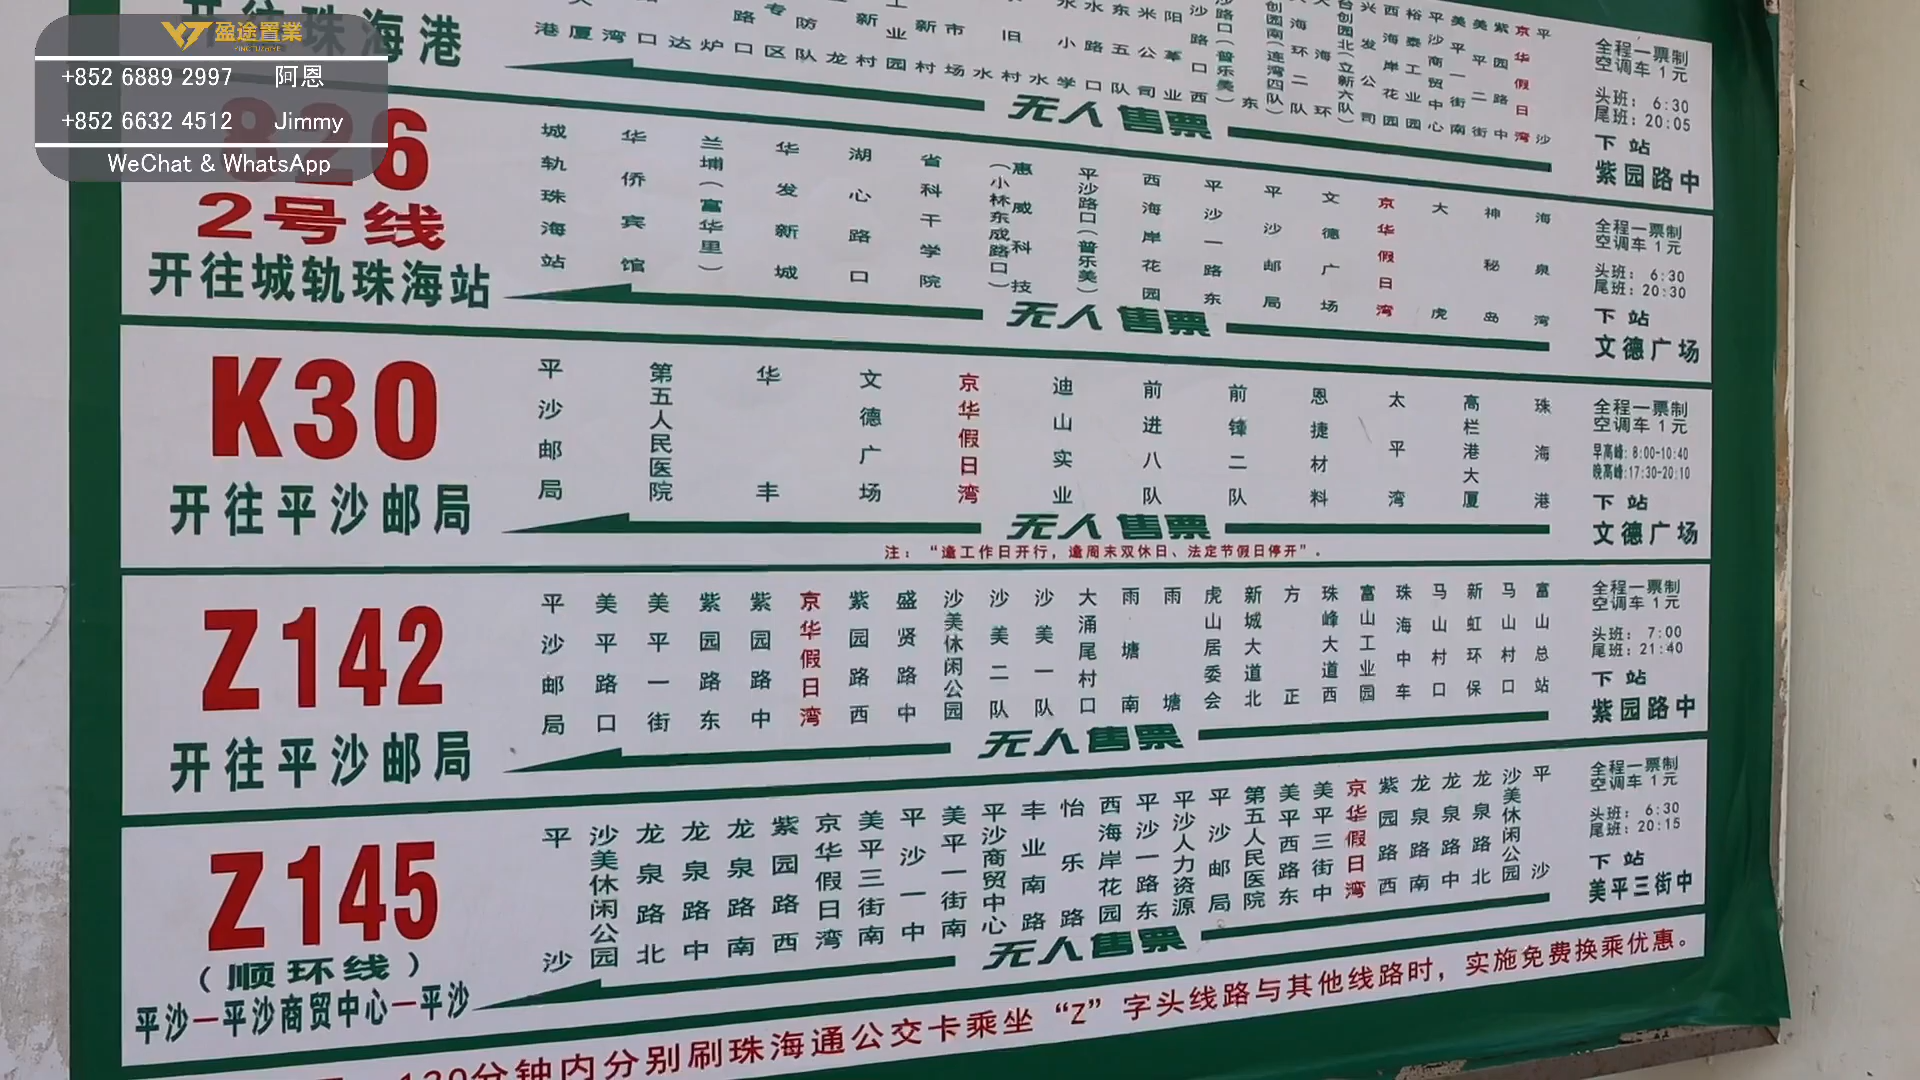 盈途置業
YINGTUZHIYE
+852 6889 2997 阿恩
+852 6632 4512 Jimmy
WeChat & WhatsApp
珠海港
无人售票
全程一票制
空调车1元
头班: 6:30
尾班: 20:05
下站
紫园路中
826
2号线
开往城轨珠海站
城轨珠海站
华侨宾馆
兰埔(富华里)
华发新城
湖心路口
省科干学院
惠威科技(小林东成路口)
平沙路口(普乐美)
西海岸花园
平沙一路东
平沙邮局
文德广场
京华假日湾
大虎
神秘岛
海泉湾
无人售票
全程一票制
空调车1元
头班: 6:30
尾班: 20:30
下站
文德广场
K30
开往平沙邮局
平沙邮局
第五人民医院
华丰
文德广场
京华假日湾
迪山实业
前进八队
前锋二队
恩捷材料
太平湾
高栏港大厦
珠海港
无人售票
注: “逢工作日开行, 逢周末双休日、法定节假日停开”.
全程一票制
空调车1元
早高峰: 8:00-10:40
晚高峰: 17:30-20:10
下站
文德广场
Z142
开往平沙邮局
平沙邮局
美平路口
美平一街
紫园路东
紫园路中
京华假日湾
紫园路西
盛贤路中
沙美休闲公园
沙美二队
沙美一队
大涌尾村口
雨塘南
雨塘
虎山居委会
新城大道北
方正
珠峰大道西
富山工业园
珠海中车
马山村口
新虹环保
马山村口
富山总站
无人售票
全程一票制
空调车1元
头班: 7:00
尾班: 21:40
下站
紫园路中
Z145
(顺环线)
平沙—平沙商贸中心—平沙
平沙
沙美休闲公园
龙泉路北
龙泉路中
龙泉路南
紫园路西
京华假日湾
美平三街南
平沙一中
美平一街南
平沙商贸中心
丰业南路
怡乐路
西海岸花园
平沙一路东
平沙人力资源
平沙邮局
第五人民医院
美平西路东
美平三街中
京华假日湾
紫园路西
龙泉路南
龙泉路中
龙泉路北
沙美休闲公园
平沙
无人售票
全程一票制
空调车1元
头班: 6:30
尾班: 20:15
下站
美平三街中
120分钟内分别刷珠海通公交卡乘坐“Z”字头线路与其他线路时, 实施免费换乘优惠。